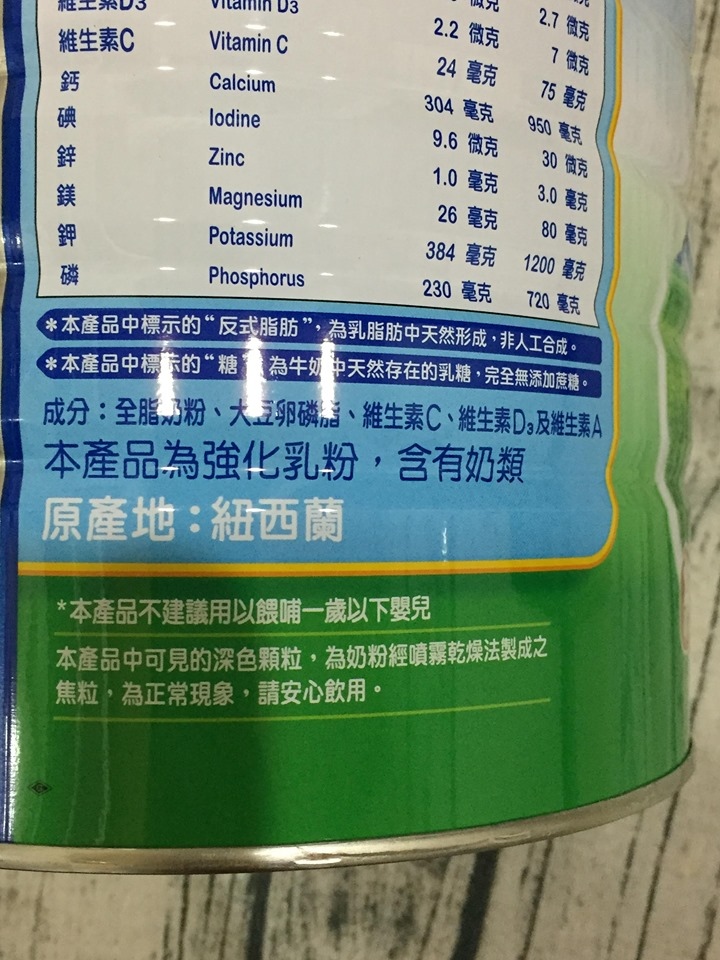 維生素D3 Vitamin D3 2.7 微克
維生素C Vitamin C 2.2 微克 7 微克
鈣 Calcium 24 毫克 75 毫克
碘 Iodine 304 毫克 950 毫克
鋅 Zinc 9.6 微克 30 微克
鎂 Magnesium 1.0 毫克 3.0 毫克
鉀 Potassium 26 毫克 80 毫克
磷 Phosphorus 384 毫克 1200 毫克
230 毫克 720 毫克
*本產品中標示的“反式脂肪”，為乳脂肪中天然形成，非人工合成。
*本產品中標示的“糖”，為牛奶中天然存在的乳糖，完全無添加蔗糖。
成分：全脂奶粉、大豆卵磷脂、維生素C、維生素D₃及維生素A
本產品為強化乳粉，含有奶類
原產地：紐西蘭
*本產品不建議用以餵哺一歲以下嬰兒
本產品中可見的深色顆粒，為奶粉經噴霧乾燥法製成之
焦粒，為正常現象，請安心飲用。